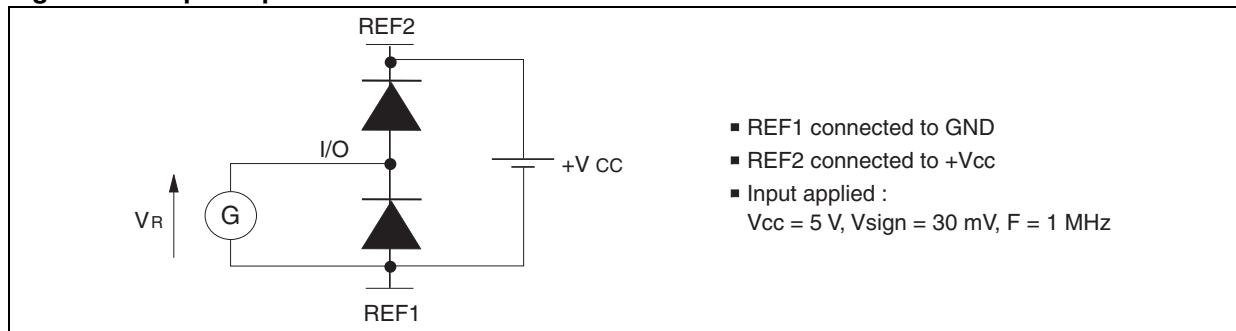 REF2
I/O
+V CC
VR
G
REF1
■ REF1 connected to GND
■ REF2 connected to +Vcc
■ Input applied :
Vcc = 5 V, Vsign = 30 mV, F = 1 MHz